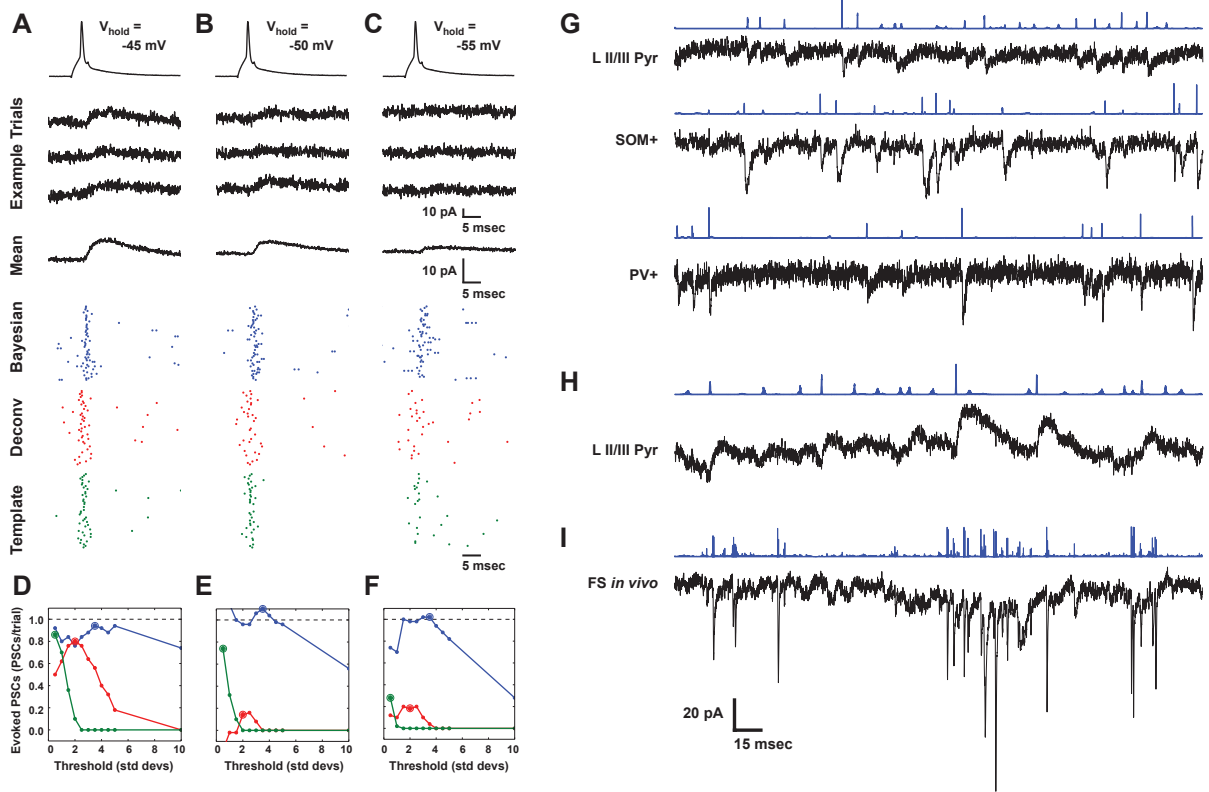 A
V hold =
-45 mV
B
V hold =
-50 mV
C
V hold =
-55 mV
Example Trials
10 pA
5 msec
Mean
10 pA
5 msec
Bayesian
Deconv
Template
5 msec
D
E
F
Evoked PSCs (PSCs/trial)
1.0
0.8
0.6
0.4
0.2
0.0
0 2 4 6 8 10
0 2 4 6 8 10
0 2 4 6 8 10
Threshold (std devs)
Threshold (std devs)
Threshold (std devs)
G
L II/III Pyr
SOM+
PV+
H
L II/III Pyr
I
FS in vivo
20 pA
15 msec